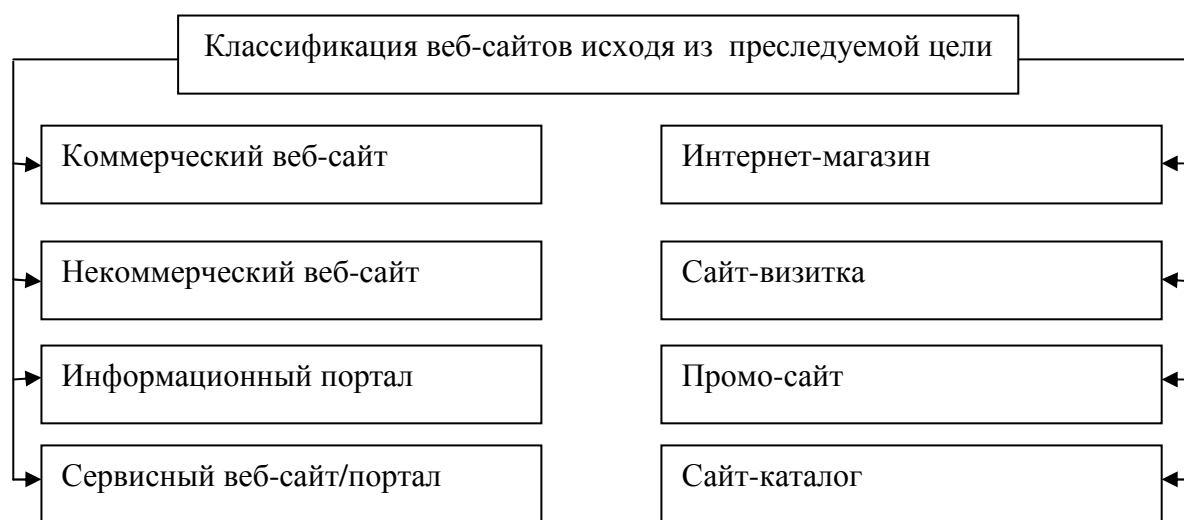 Классификация веб-сайтов исходя из преследуемой цели
Коммерческий веб-сайт
Некоммерческий веб-сайт
Информационный портал
Сервисный веб-сайт/портал
Интернет-магазин
Сайт-визитка
Промо-сайт
Сайт-каталог